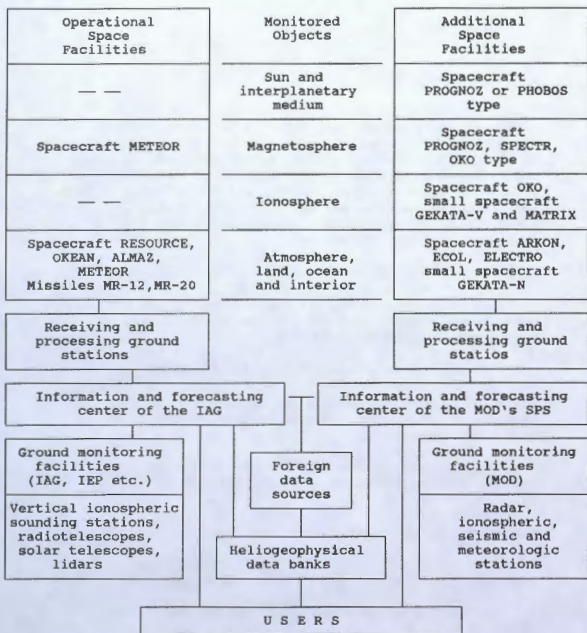 Operational
Space
Facilities
Monitored
Objects
Additional
Space
Facilities
— —
Sun and
interplanetary
medium
Spacecraft
PROGNOZ or PHOBOS
type
Spacecraft METEOR
Magnetosphere
Spacecraft
PROGNOZ, SPECTR,
OKO type
— —
Ionosphere
Spacecraft OKO,
small spacecraft
GEKATA-V and MATRIX
Spacecraft RESOURCE,
OKEAN, ALMAZ,
METEOR
Missiles MR-12,MR-20
Atmosphere,
land, ocean
and interior
Spacecraft ARKON,
ECOL, ELECTRO
small spacecraft
GEKATA-N
Receiving and
processing ground
stations
Receiving and
processing ground
statios
Information and forecasting
center of the IAG
Information and forecasting
center of the MOD's SPS
Ground monitoring
facilities
(IAG, IEP etc.)
Foreign
data
sources
Ground monitoring
facilities
(MOD)
Vertical ionospheric
sounding stations,
radiotelescopes,
solar telescopes,
lidars
Heliogeophysical
data banks
Radar,
ionospheric,
seismic and
meteorologic
stations
U S E R S